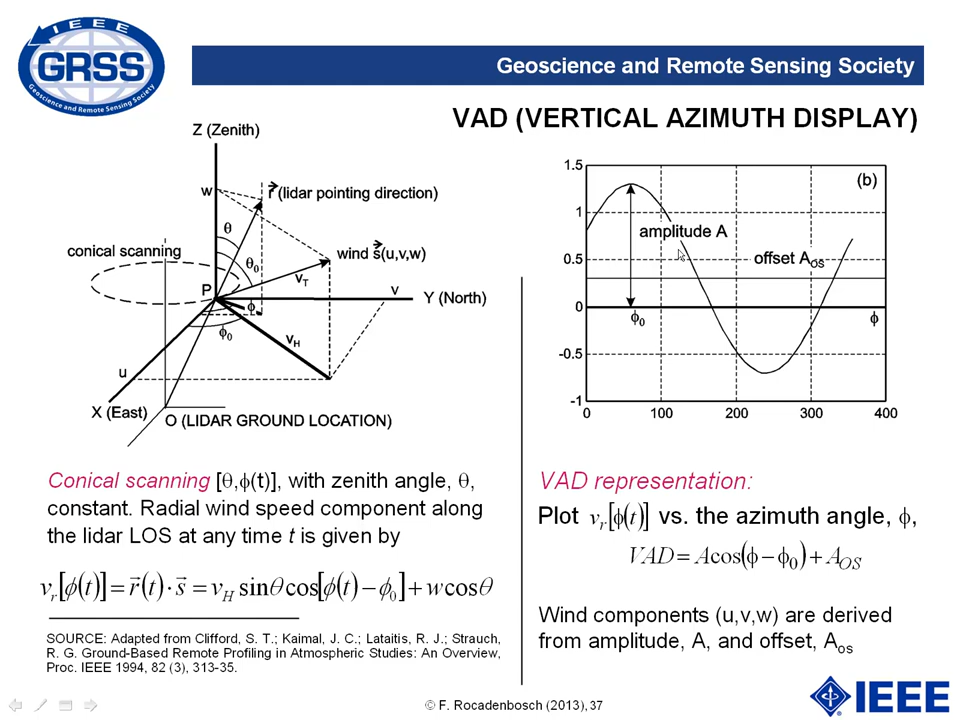 IEEE
GRSS
Geoscience and Remote Sensing Society
Geoscience and Remote Sensing Society
VAD (VERTICAL AZIMUTH DISPLAY)
Z (Zenith)
w
r⃗ (lidar pointing direction)
θ
conical scanning
θ₀
wind s⃗(u,v,w)
v_T
P
v
Y (North)
ϕ
ϕ₀
v_H
u
X (East)
O (LIDAR GROUND LOCATION)
1.5
(b)
1
amplitude A
0.5
offset A_OS
0
ϕ₀
ϕ
-0.5
-1
0 100 200 300 400
Conical scanning [θ,ϕ(t)], with zenith angle, θ,
constant. Radial wind speed component along
the lidar LOS at any time t is given by
v_r[ϕ(t)] = r⃗(t)·s⃗ = v_H sinθcos[ϕ(t)−ϕ₀]+wcosθ
SOURCE: Adapted from Clifford, S. T.; Kaimal, J. C.; Lataitis, R. J.; Strauch,
R. G. Ground-Based Remote Profiling in Atmospheric Studies: An Overview,
Proc. IEEE 1994, 82 (3), 313-35.
VAD representation:
Plot v_r[ϕ(t)] vs. the azimuth angle, ϕ,
VAD = Acos(ϕ−ϕ₀)+A_OS
Wind components (u,v,w) are derived
from amplitude, A, and offset, A_os
© F. Rocadenbosch (2013), 37
IEEE